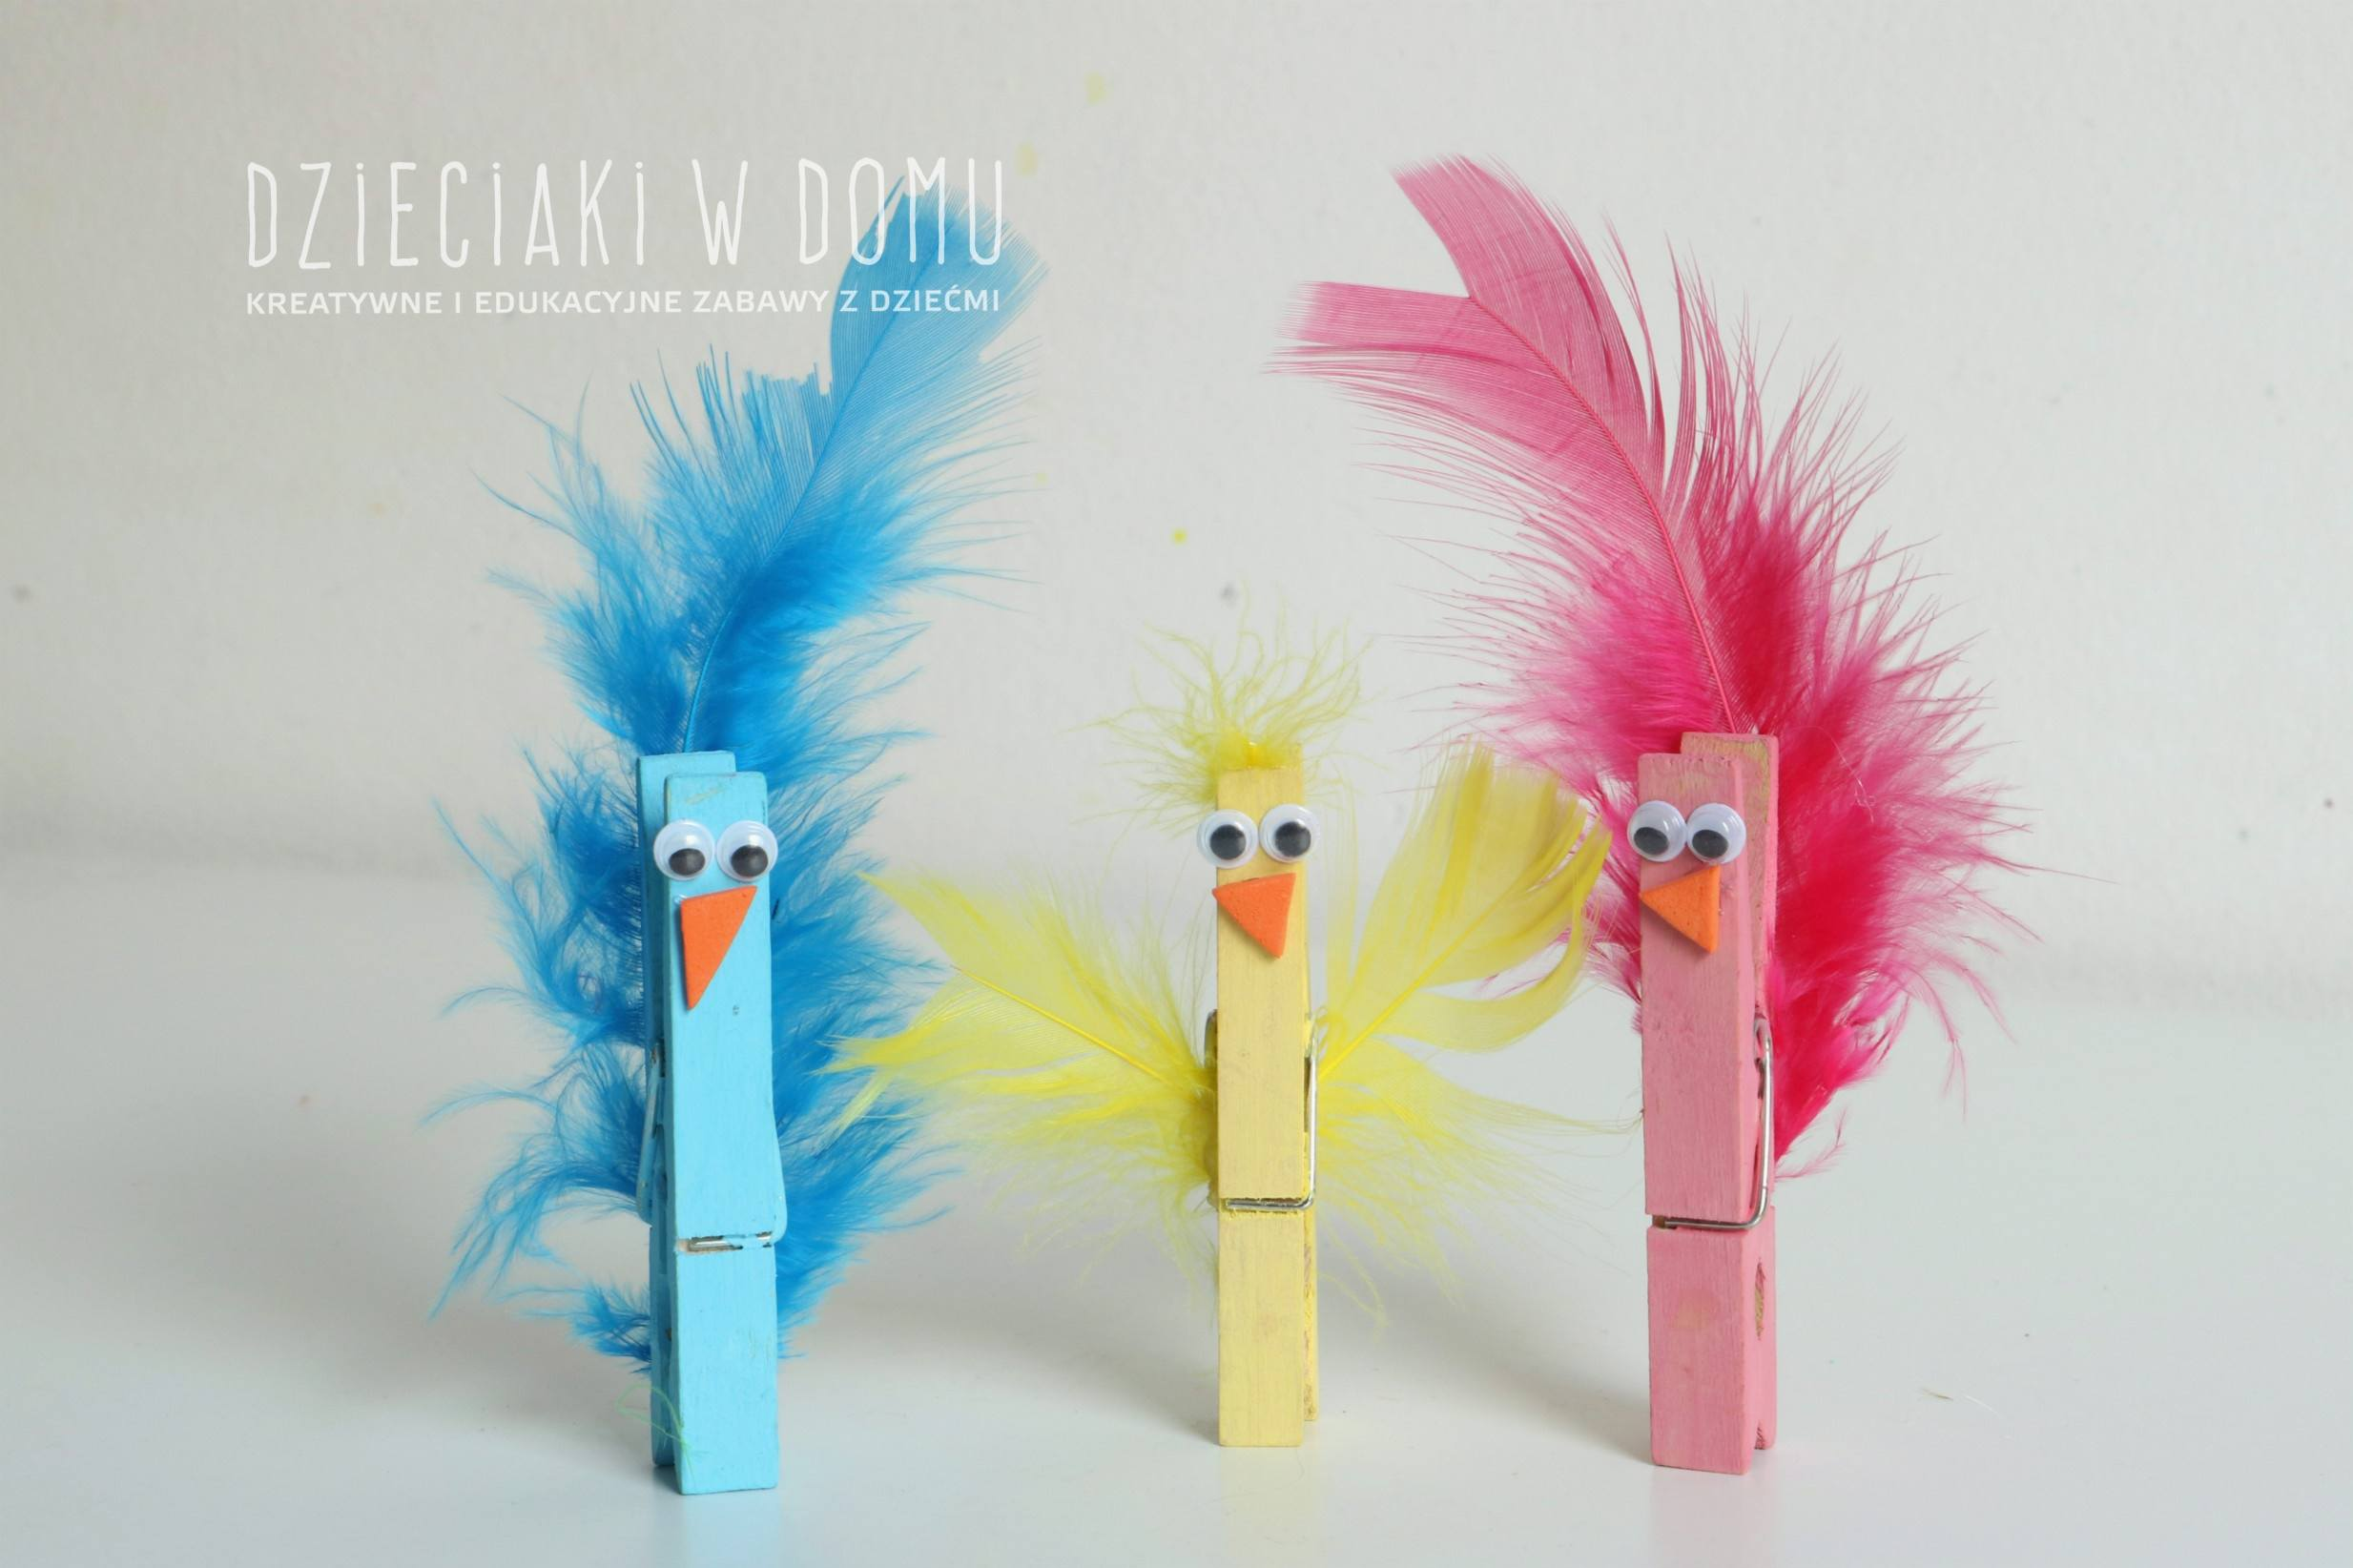 DZiECiAKi W DOMU
KREATYWNE I EDUKACYJNE ZABAWY Z DZIEĆMI